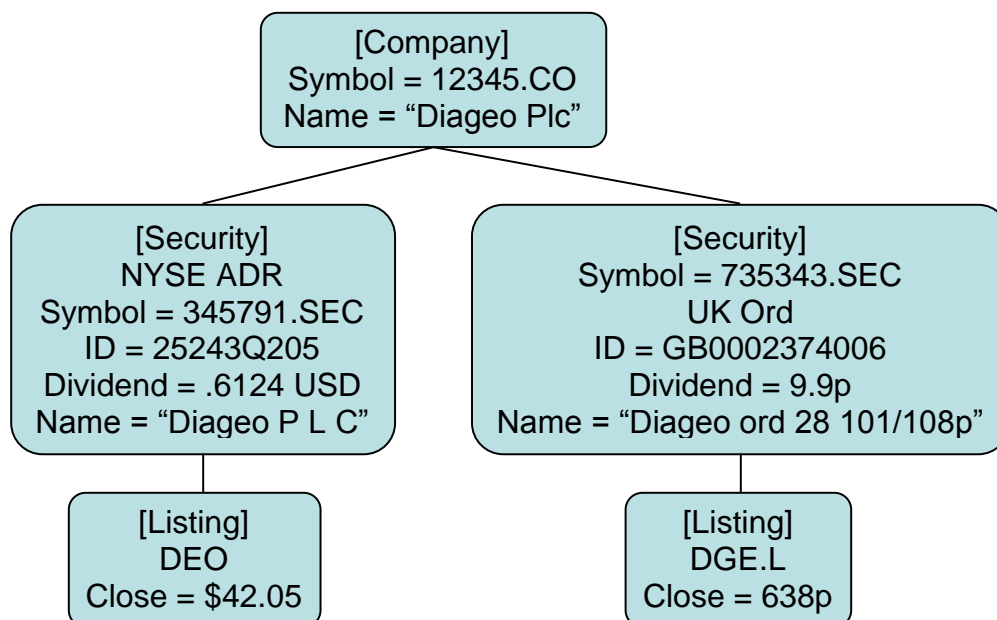 [Company]
Symbol = 12345.CO
Name = “Diageo Plc”
[Security]
NYSE ADR
Symbol = 345791.SEC
ID = 25243Q205
Dividend = .6124 USD
Name = “Diageo P L C”
[Security]
Symbol = 735343.SEC
UK Ord
ID = GB0002374006
Dividend = 9.9p
Name = “Diageo ord 28 101/108p”
[Listing]
DEO
Close = $42.05
[Listing]
DGE.L
Close = 638p